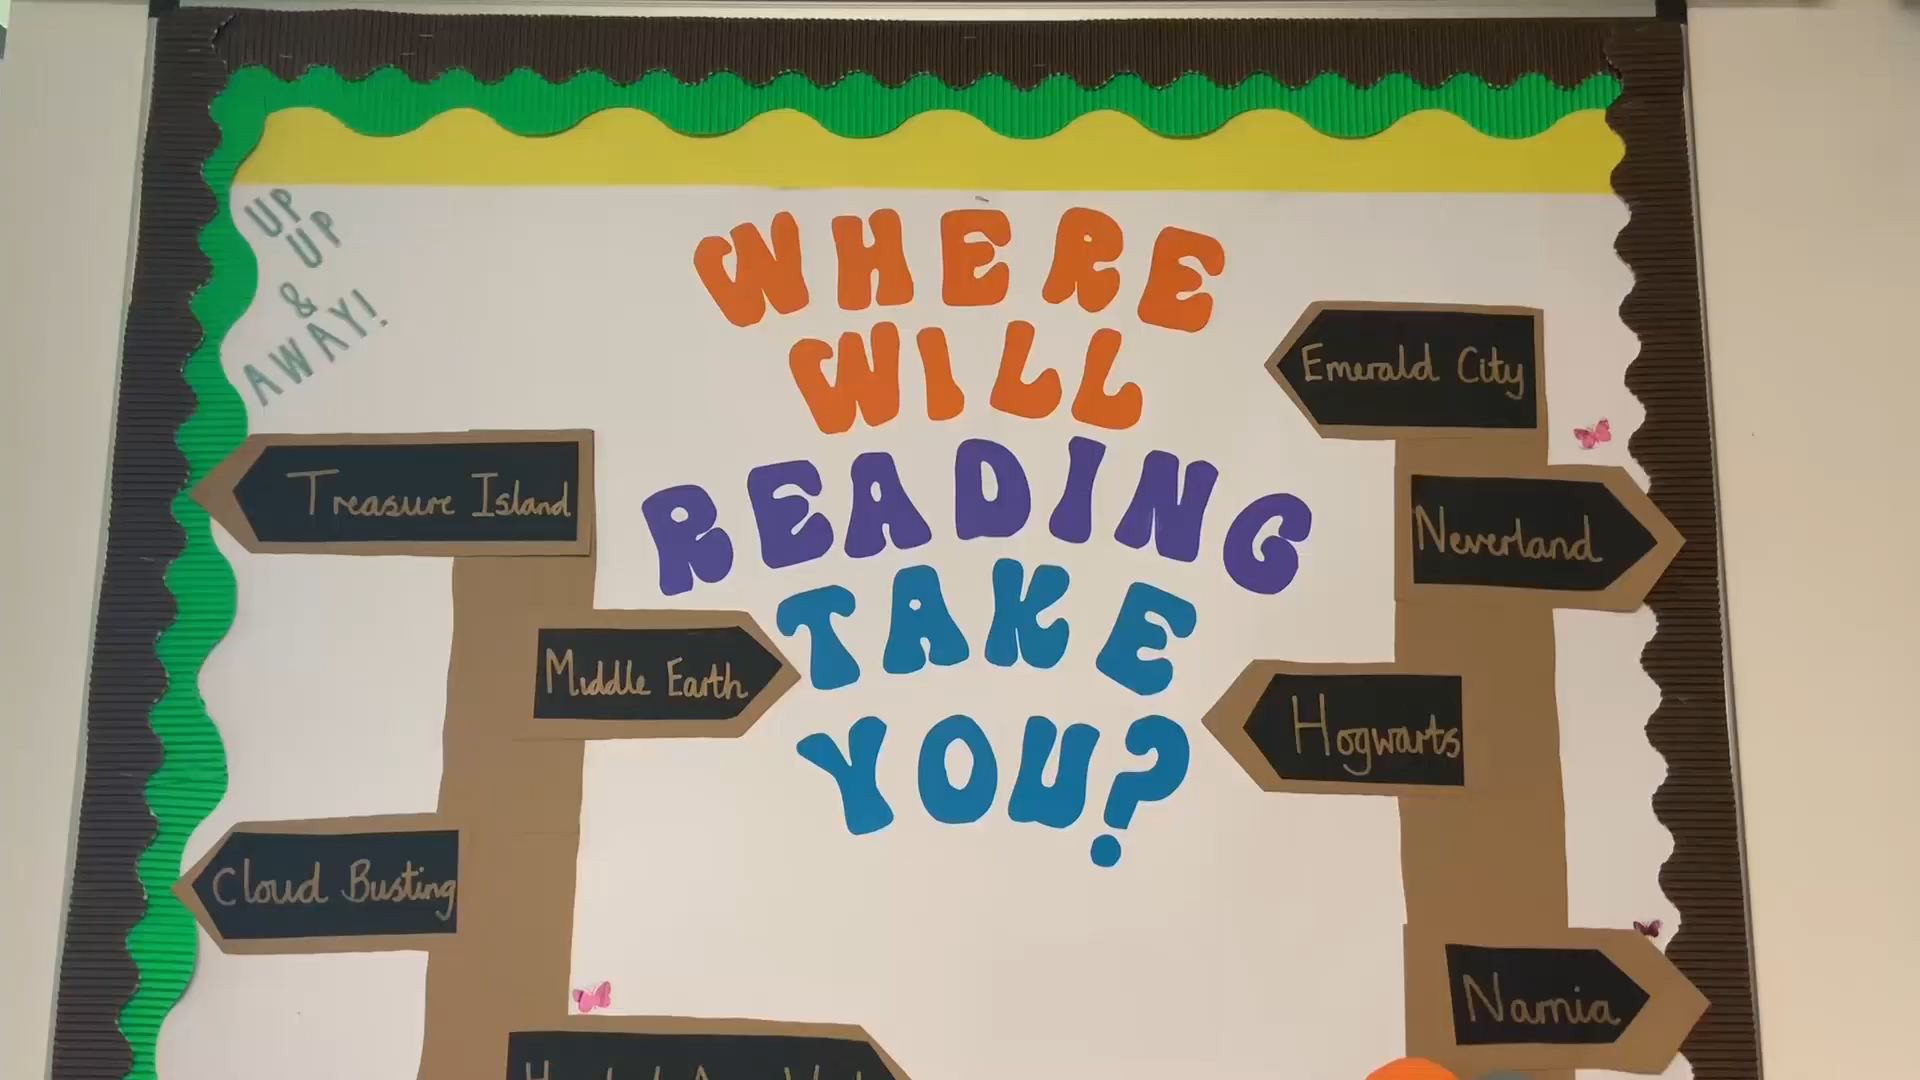 UP
UP
&
AWAY!
WHERE
WILL
READING
TAKE
YOU?
Treasure Island
Middle Earth
Cloud Busting
Emerald City
Neverland
Hogwarts
Narnia